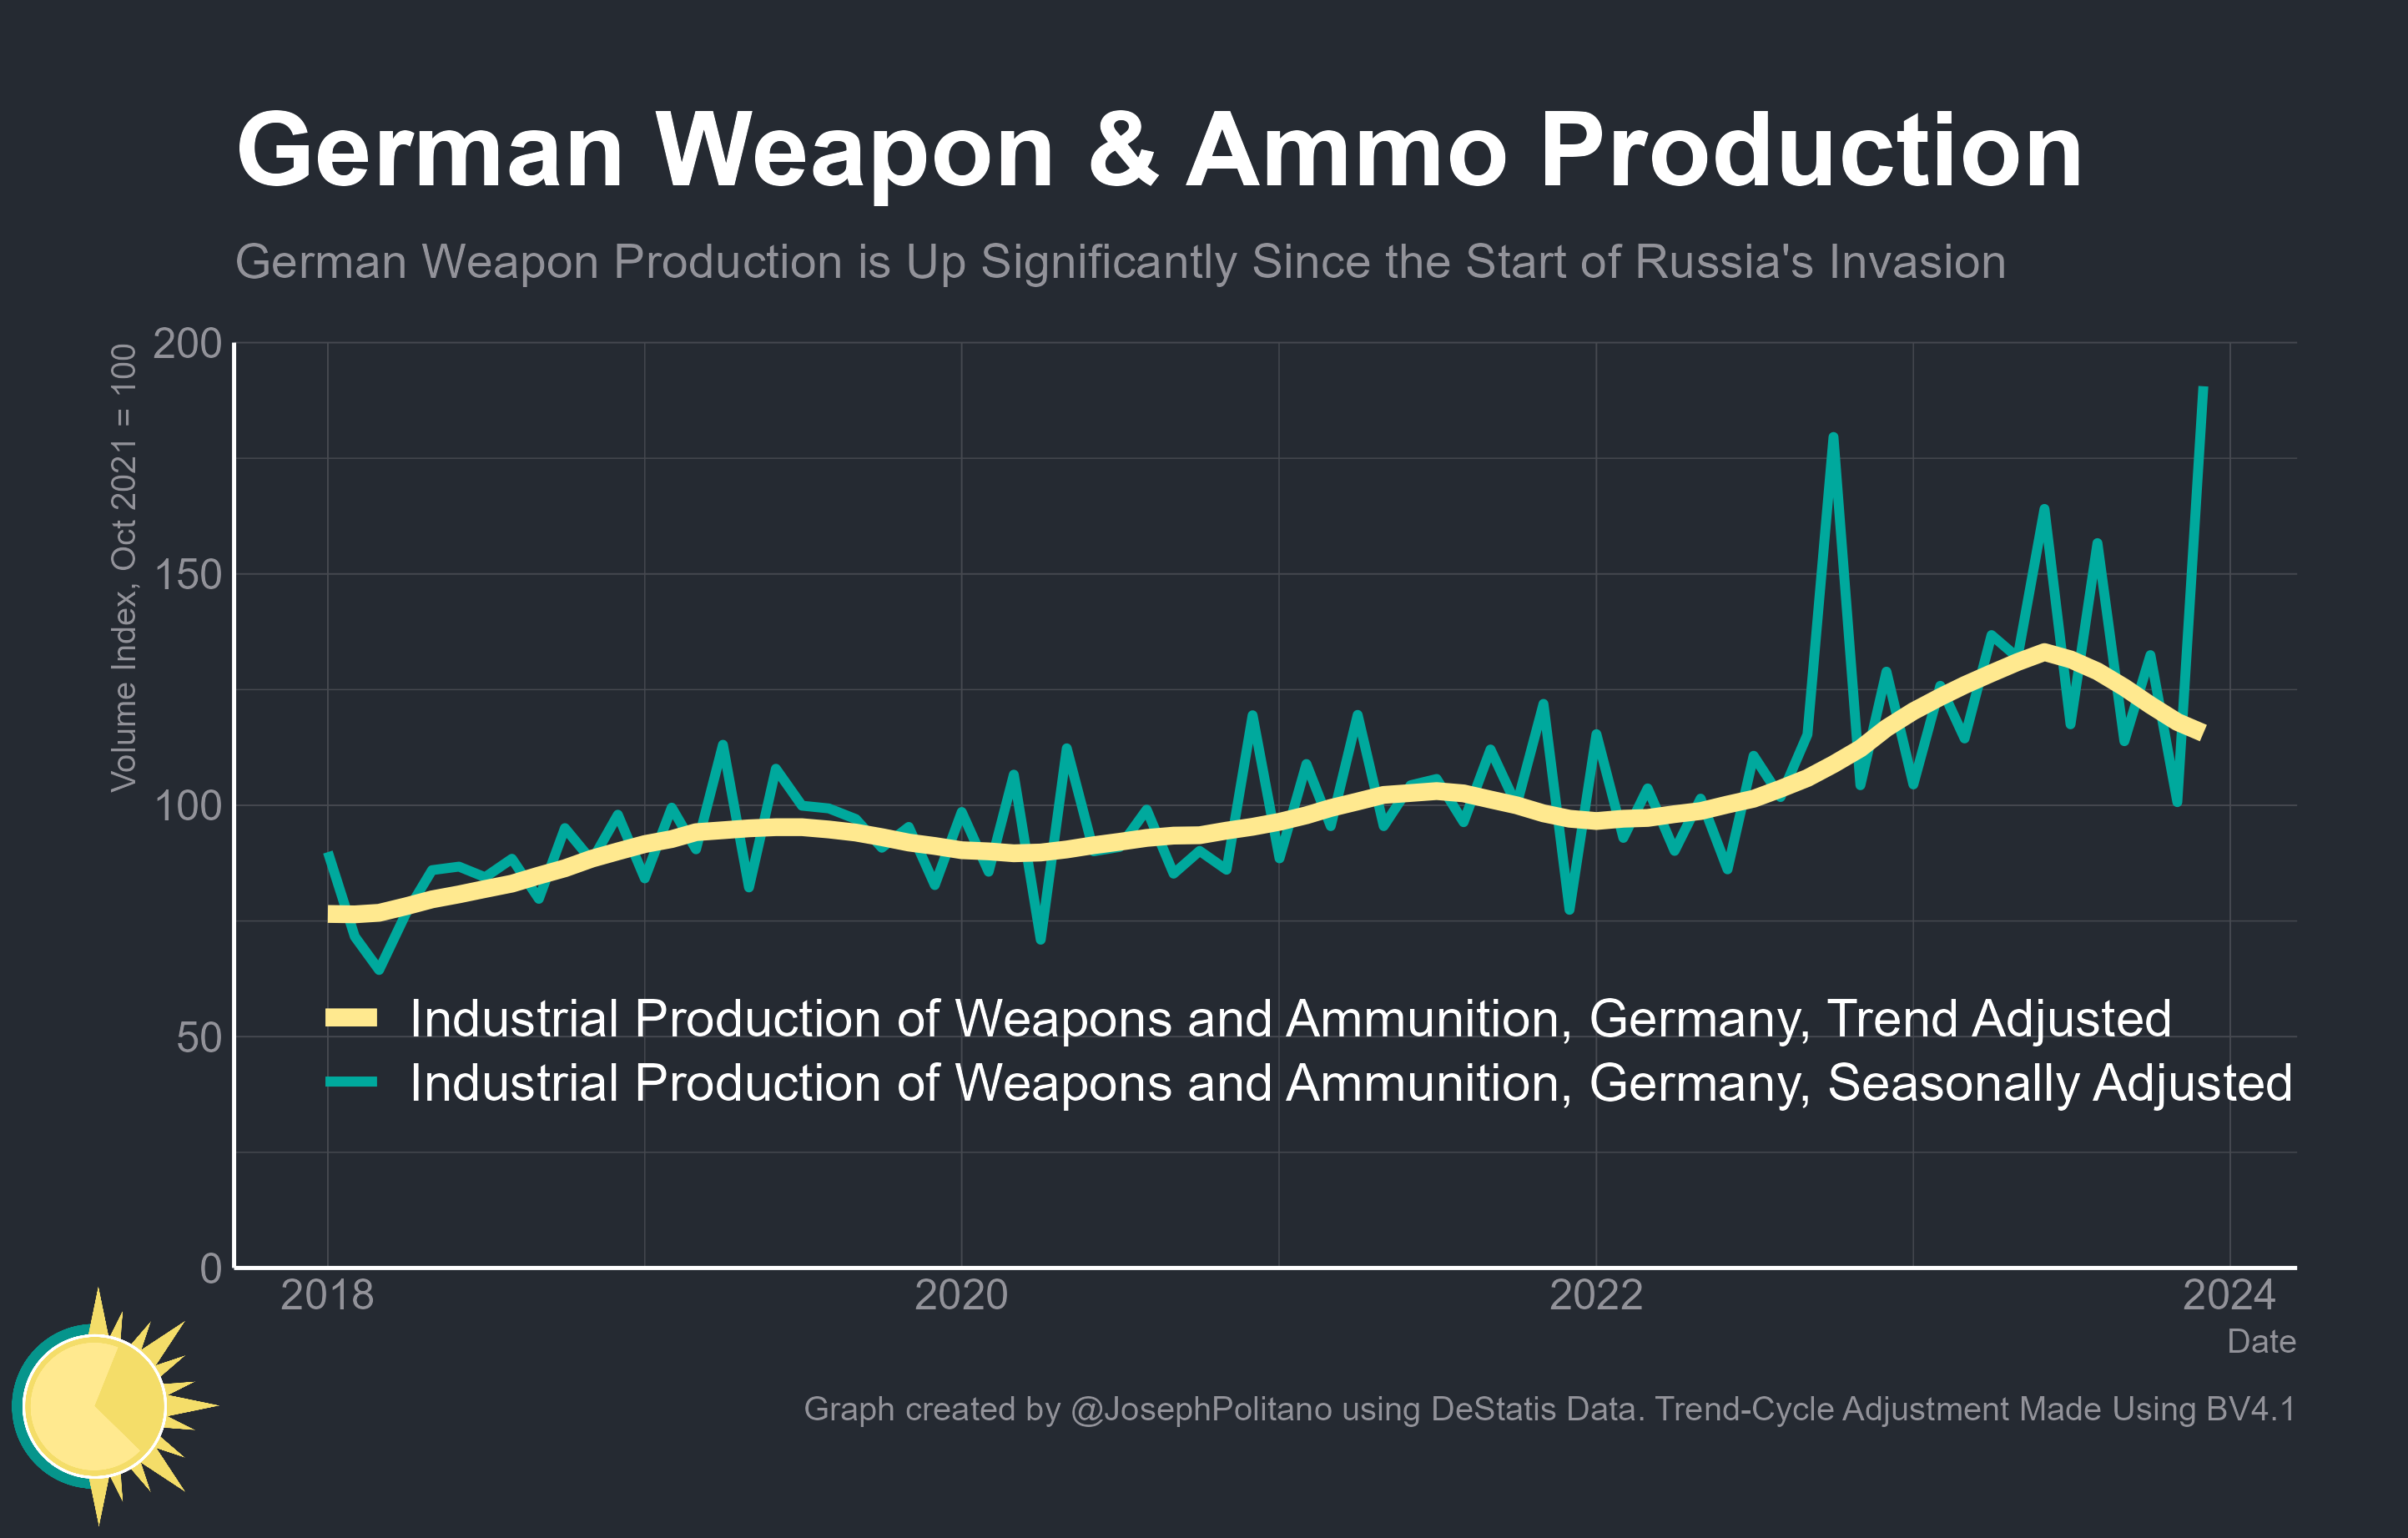 German Weapon & Ammo Production
German Weapon Production is Up Significantly Since the Start of Russia's Invasion
Volume Index, Oct 2021 = 100
200
150
100
50
0
Industrial Production of Weapons and Ammunition, Germany, Trend Adjusted
Industrial Production of Weapons and Ammunition, Germany, Seasonally Adjusted
2018 2020 2022 2024
Date
Graph created by @JosephPolitano using DeStatis Data. Trend-Cycle Adjustment Made Using BV4.1